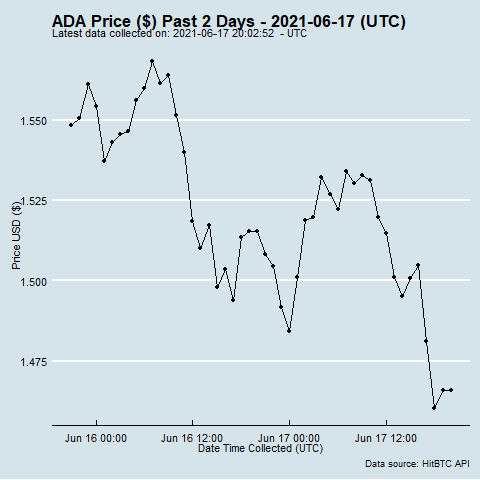 ADA Price ($) Past 2 Days - 2021-06-17 (UTC)
Latest data collected on: 2021-06-17 20:02:52 - UTC
Price USD ($)
1.550
1.525
1.500
1.475
Jun 16 00:00
Jun 16 12:00
Jun 17 00:00
Jun 17 12:00
Date Time Collected (UTC)
Data source: HitBTC API